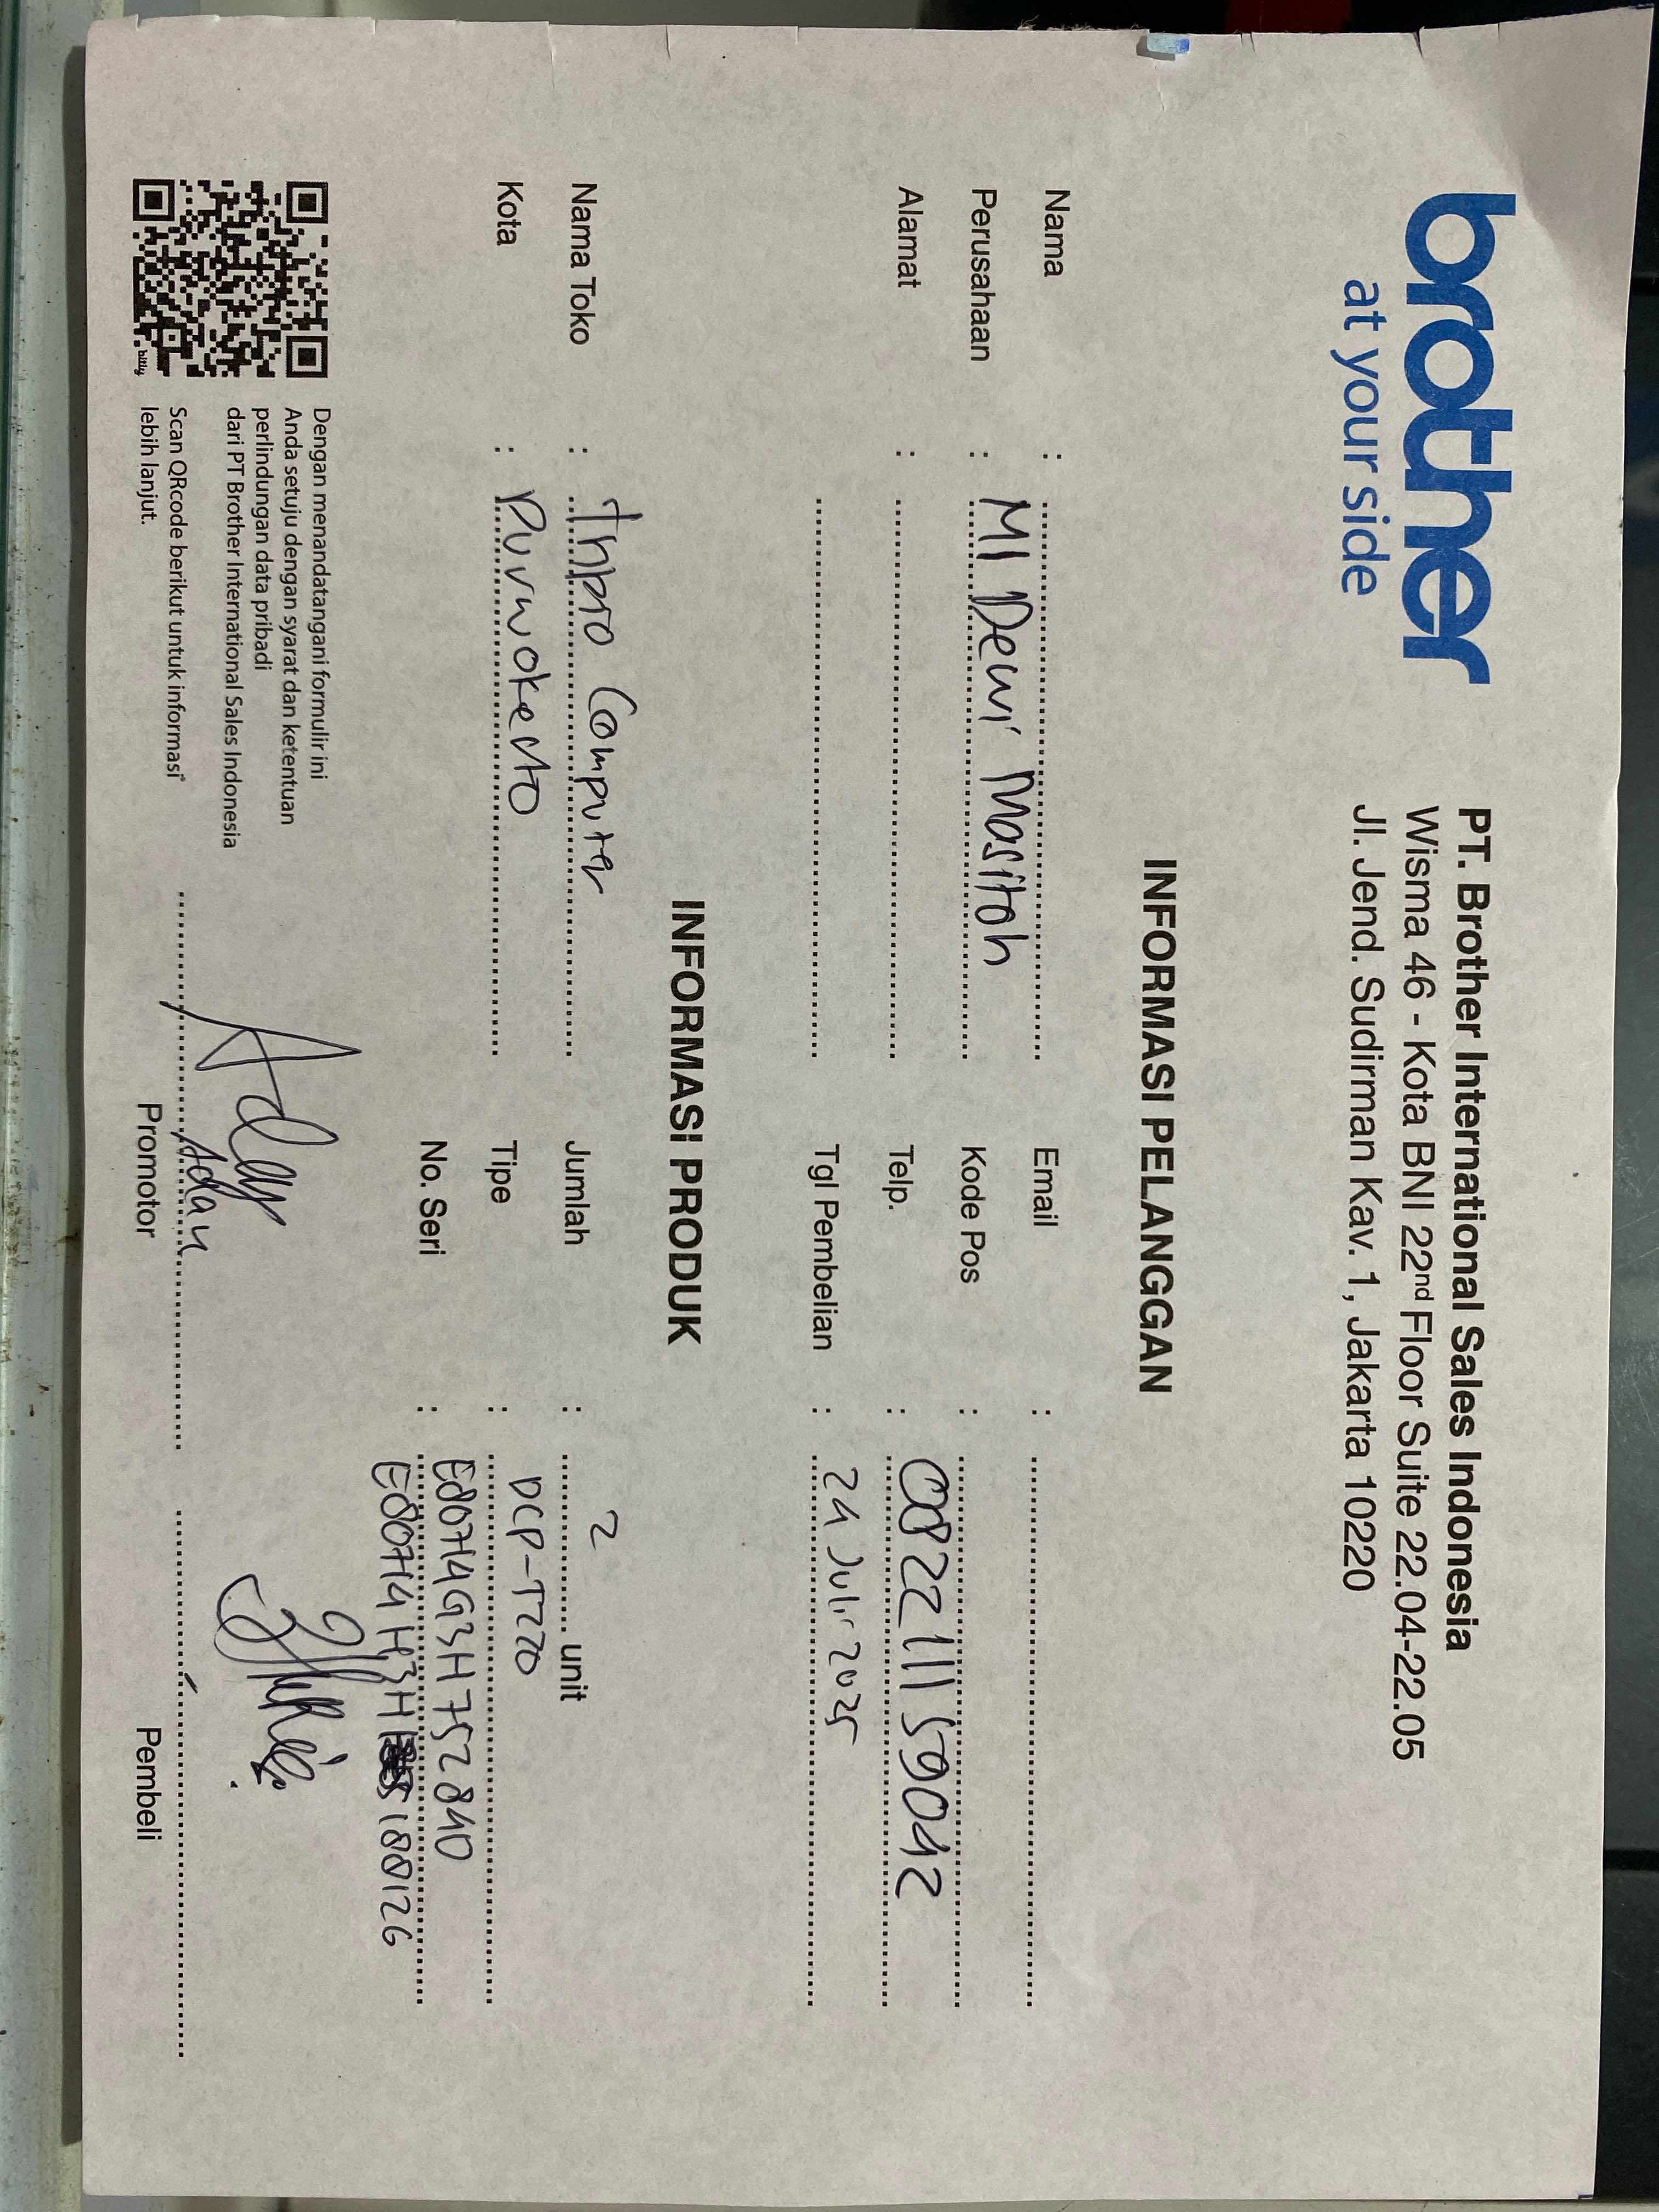 brother
at your side
PT. Brother International Sales Indonesia
Wisma 46 - Kota BNI 22nd Floor Suite 22.04-22.05
Jl. Jend. Sudirman Kav. 1, Jakarta 10220
INFORMASI PELANGGAN
Nama :
Email :
Perusahaan : MI Dewi Masitoh
Kode Pos :
Alamat :
Telp. : 082211159042
Tgl Pembelian : 24 Juli 2025
INFORMASI PRODUK
Nama Toko : Inpro Computer
Jumlah : 2 unit
Kota : Purwokerto
Tipe : DCP-T220
No. Seri : E80714G3H752840
E80714H3H188126
Dengan menandatangani formulir ini
Anda setuju dengan syarat dan ketentuan
perlindungan data pribadi
dari PT Brother International Sales Indonesia
Scan QRcode berikut untuk informasi
lebih lanjut.
bitly
Adan
Promotor
Pembeli